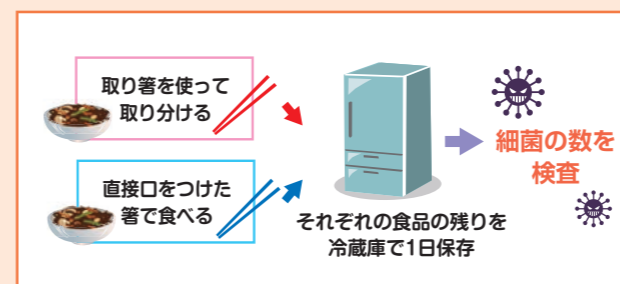 取り箸を使って
取り分ける
直接口をつけた
箸で食べる
それぞれの食品の残りを
冷蔵庫で1日保存
細菌の数を
検査